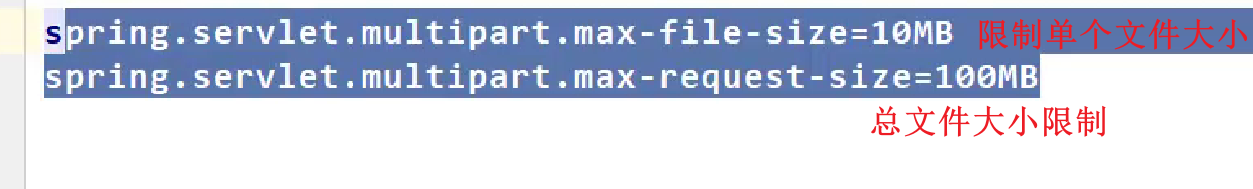 spring.servlet.multipart.max-file-size=10MB 限制单个文件大小
spring.servlet.multipart.max-request-size=100MB
总文件大小限制